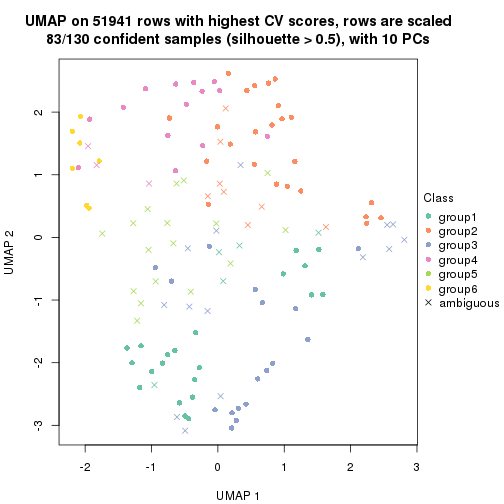 UMAP on 51941 rows with highest CV scores, rows are scaled
83/130 confident samples (silhouette > 0.5), with 10 PCs
2
1
0
-1
-2
-3
UMAP 2
-2
-1
0
1
2
3
UMAP 1
Class
group1
group2
group3
group4
group5
group6
ambiguous